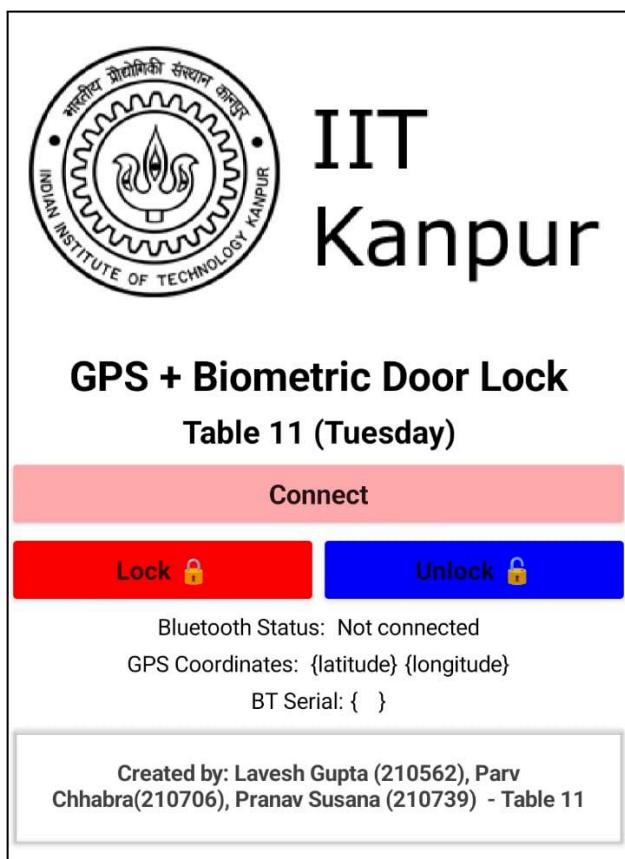 भारतीय प्रौद्योगिकी संस्थान कानपुर
INDIAN INSTITUTE OF TECHNOLOGY KANPUR
IIT
Kanpur
GPS + Biometric Door Lock
Table 11 (Tuesday)
Connect
Lock 🔒
Unlock 🔓
Bluetooth Status: Not connected
GPS Coordinates: {latitude} {longitude}
BT Serial: { }
Created by: Lavesh Gupta (210562), Parv
Chhabra(210706), Pranav Susana (210739) - Table 11